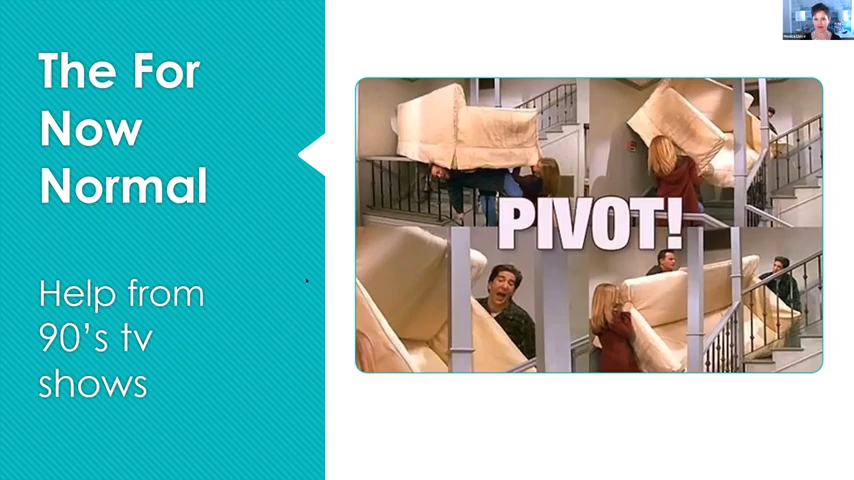 The For
Now
Normal
Help from
90's tv
shows
PIVOT!